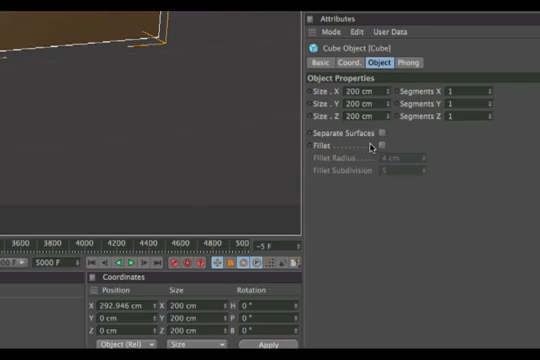 Attributes
Mode Edit User Data
Cube Object [Cube]
Basic Coord. Object Phong
Object Properties
Size . X 200 cm Segments X 1
Size . Y 200 cm Segments Y 1
Size . Z 200 cm Segments Z 1
Separate Surfaces
Fillet . . . . . . . . .
Fillet Radius . . . . 4 cm
Fillet Subdivision 5
3600 3800 4000 4200 4400 4600 4800 500 -5 F
0 F 5000 F
Coordinates
Position Size Rotation
X 292.946 cm X 200 cm H 0 °
Y 0 cm Y 200 cm P 0 °
Z 0 cm Z 200 cm B 0 °
Object (Rel) Size Apply